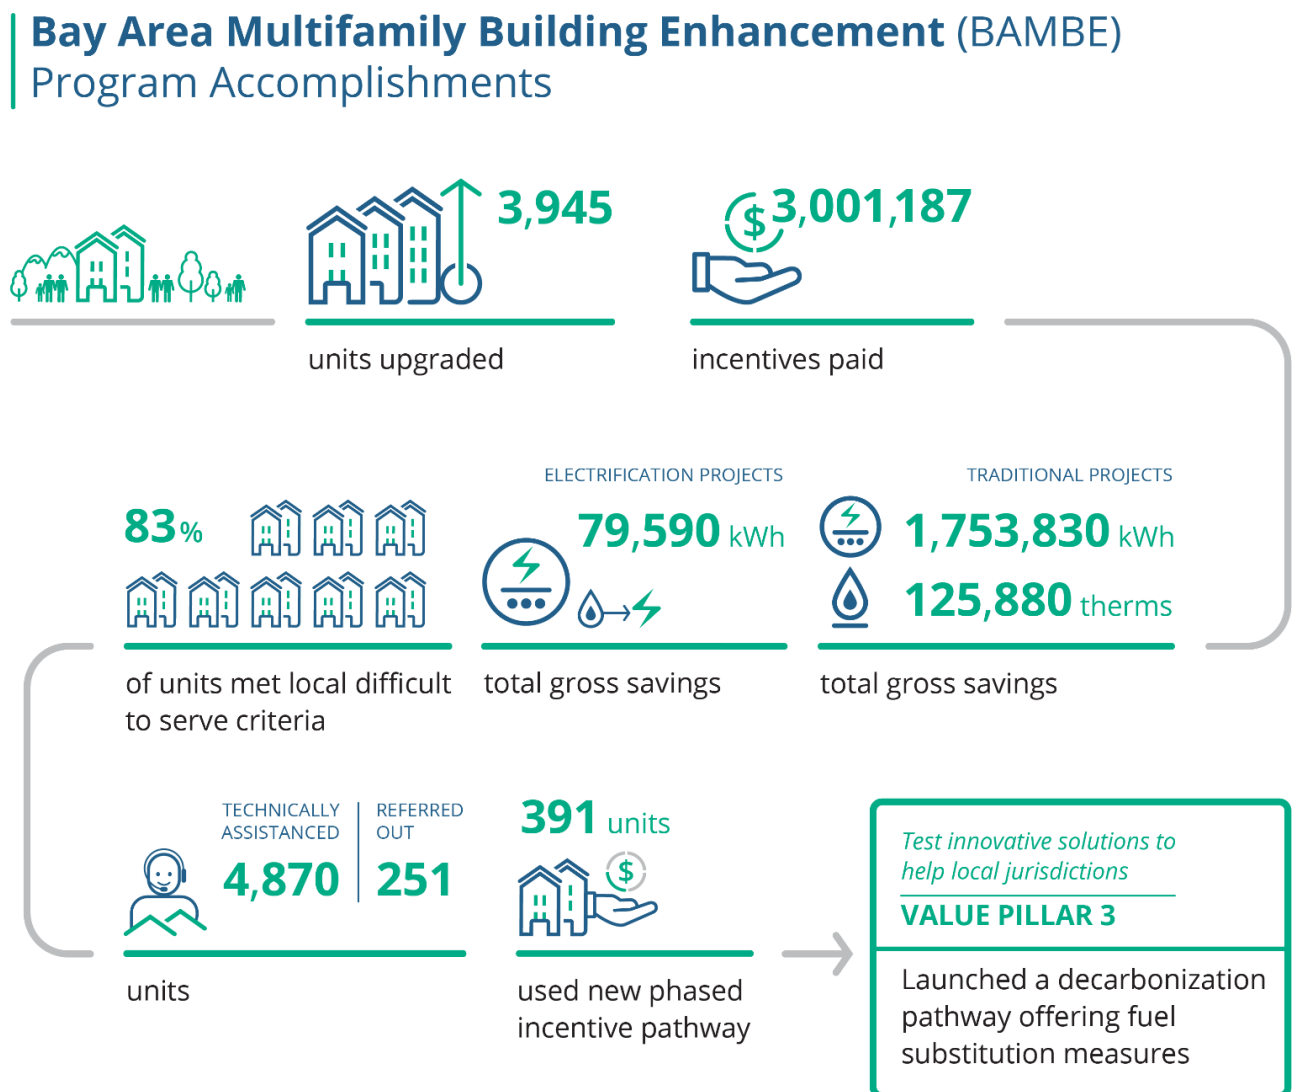 Bay Area Multifamily Building Enhancement (BAMBE)
Program Accomplishments
3,945
units upgraded
$3,001,187
incentives paid
TRADITIONAL PROJECTS
1,753,830 kWh
125,880 therms
total gross savings
ELECTRIFICATION PROJECTS
79,590 kWh
total gross savings
83%
of units met local difficult
to serve criteria
TECHNICALLY
ASSISTANCED
4,870
REFERRED
OUT
251
units
391 units
$
used new phased
incentive pathway
Test innovative solutions to
help local jurisdictions
VALUE PILLAR 3
Launched a decarbonization
pathway offering fuel
substitution measures